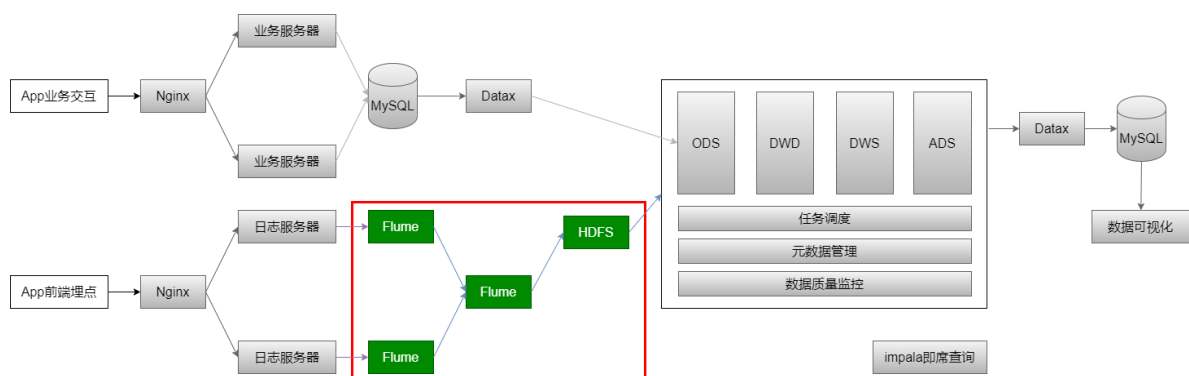 业务服务器
App业务交互
Nginx
MySQL
Datax
业务服务器
ODS
DWD
DWS
ADS
Datax
MySQL
日志服务器
Flume
HDFS
任务调度
元数据管理
数据质量监控
数据可视化
App前端埋点
Nginx
Flume
日志服务器
Flume
impala即席查询